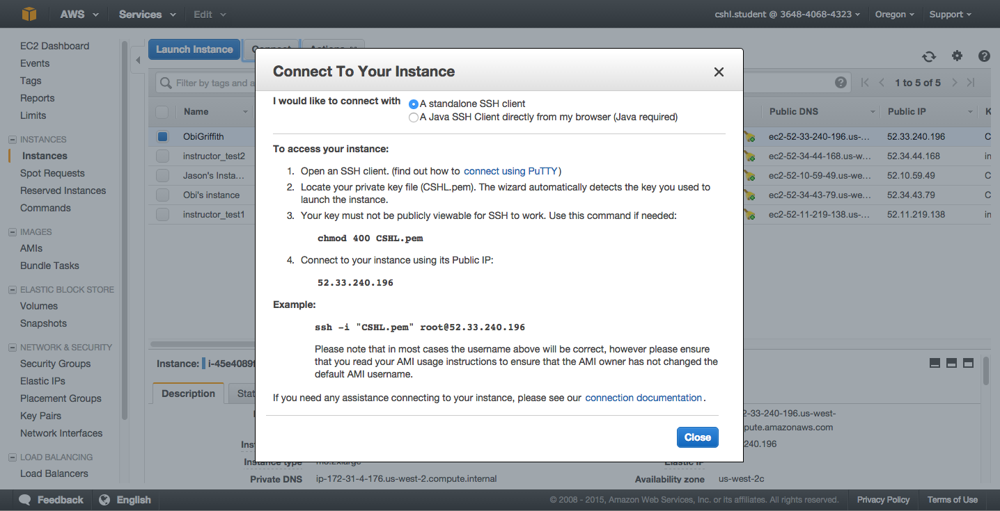 AWS Services Edit cshl.student @ 3648-4068-4323 Oregon Support
EC2 Dashboard
Events
Tags
Reports
Limits
INSTANCES
Instances
Spot Requests
Reserved Instances
Commands
IMAGES
AMIs
Bundle Tasks
ELASTIC BLOCK STORE
Volumes
Snapshots
NETWORK & SECURITY
Security Groups
Elastic IPs
Placement Groups
Key Pairs
Network Interfaces
LOAD BALANCING
Load Balancers
Launch Instance Connect Actions
Filter by tags and a
1 to 5 of 5
Name Public DNS Public IP K
ObiGriffith ec2-52-33-240-196.us-... 52.33.240.196 C
instructor_test2 ec2-52-34-44-168.us-w... 52.34.44.168 in
Jason's Insta... ec2-52-10-59-49.us-we... 52.10.59.49 C
Obi's instance ec2-52-34-43-79.us-we... 52.34.43.79 C
instructor_test1 ec2-52-11-219-138.us-... 52.11.219.138 in
Connect To Your Instance
I would like to connect with A standalone SSH client
A Java SSH Client directly from my browser (Java required)
To access your instance:
1. Open an SSH client. (find out how to connect using PuTTY)
2. Locate your private key file (CSHL.pem). The wizard automatically detects the key you used to
launch the instance.
3. Your key must not be publicly viewable for SSH to work. Use this command if needed:
chmod 400 CSHL.pem
4. Connect to your instance using its Public IP:
52.33.240.196
Example:
ssh -i "CSHL.pem" root@52.33.240.196
Please note that in most cases the username above will be correct, however please ensure
that you read your AMI usage instructions to ensure that the AMI owner has not changed the
default AMI username.
If you need any assistance connecting to your instance, please see our connection documentation.
Close
Instance: i-45e4089f
Description Stat
2-33-240-196.us-west-
pute.amazonaws.com
Ins 240.196
Instance type m3.2xlarge Elastic IP
Private DNS ip-172-31-4-176.us-west-2.compute.internal Availability zone us-west-2c
Feedback English © 2008 - 2015, Amazon Web Services, Inc. or its affiliates. All rights reserved. Privacy Policy Terms of Use